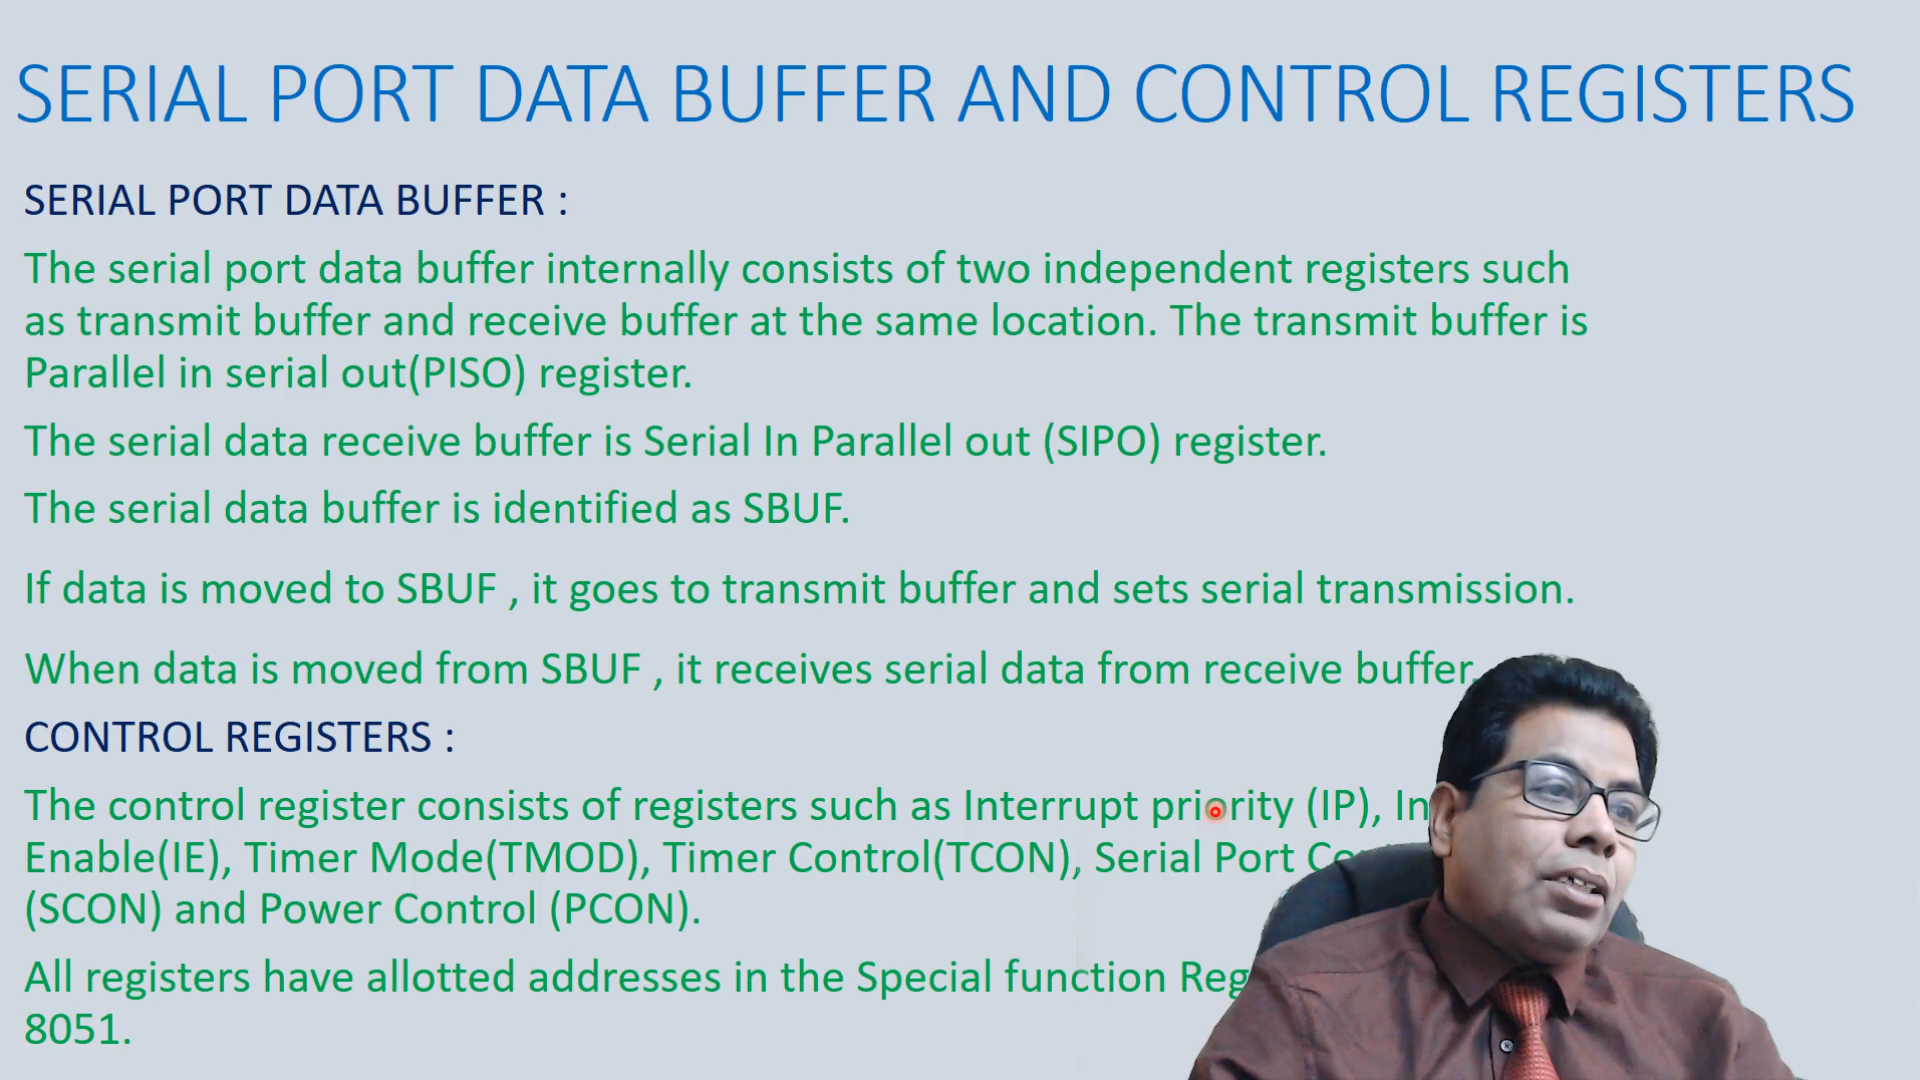 SERIAL PORT DATA BUFFER AND CONTROL REGISTERS
SERIAL PORT DATA BUFFER :
The serial port data buffer internally consists of two independent registers such
as transmit buffer and receive buffer at the same location. The transmit buffer is
Parallel in serial out(PISO) register.
The serial data receive buffer is Serial In Parallel out (SIPO) register.
The serial data buffer is identified as SBUF.
If data is moved to SBUF , it goes to transmit buffer and sets serial transmission.
When data is moved from SBUF , it receives serial data from receive buffer.
CONTROL REGISTERS :
The control register consists of registers such as Interrupt priority (IP),
Enable(IE), Timer Mode(TMOD), Timer Control(TCON), Serial Port
(SCON) and Power Control (PCON).
All registers have allotted addresses in the Special function
8051.